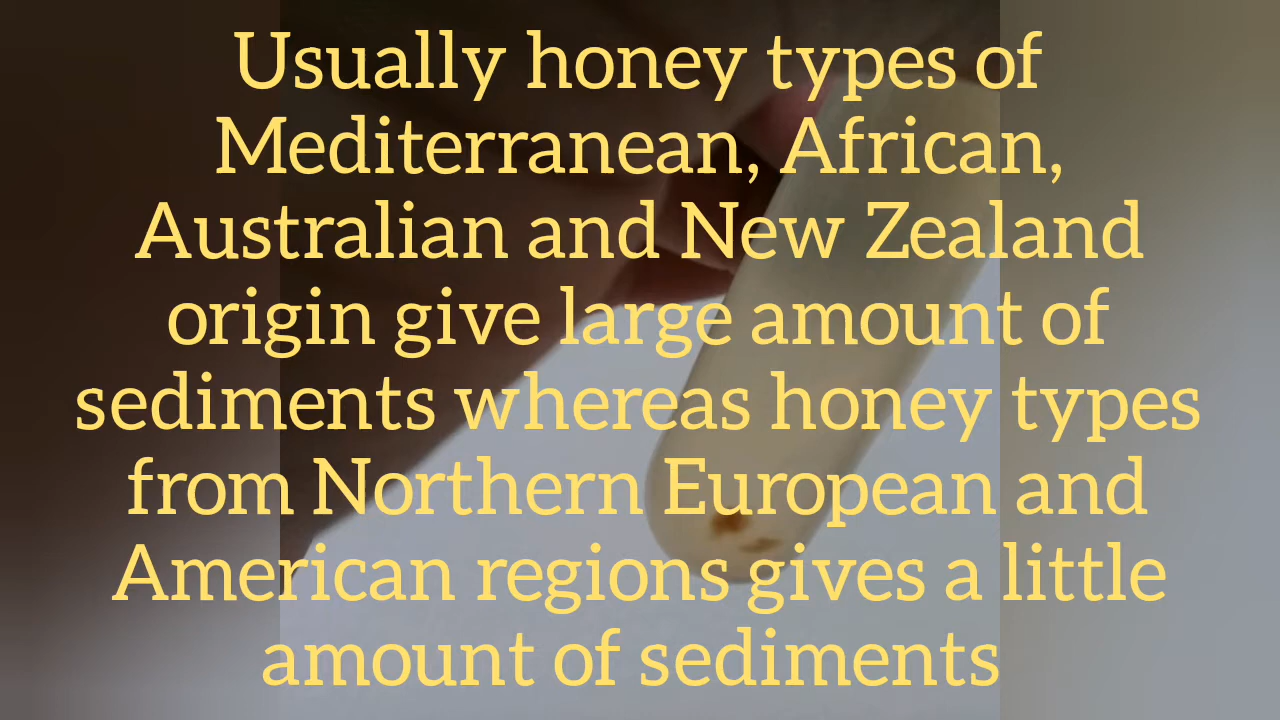 Usually honey types of
Mediterranean, African,
Australian and New Zealand
origin give large amount of
sediments whereas honey types
from Northern European and
American regions gives a little
amount of sediments